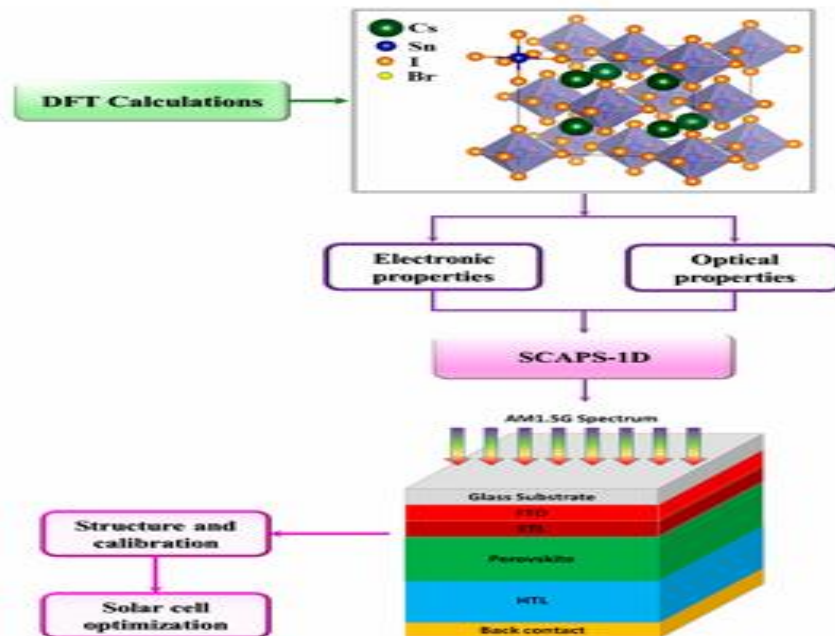 Cs
Sn
I
Br
DFT Calculations
Electronic
properties
Optical
properties
SCAPS-1D
AM1.5G Spectrum
Glass Substrate
FTO
ETL
Perovskite
HTL
Back contact
Structure and
calibration
Solar cell
optimization